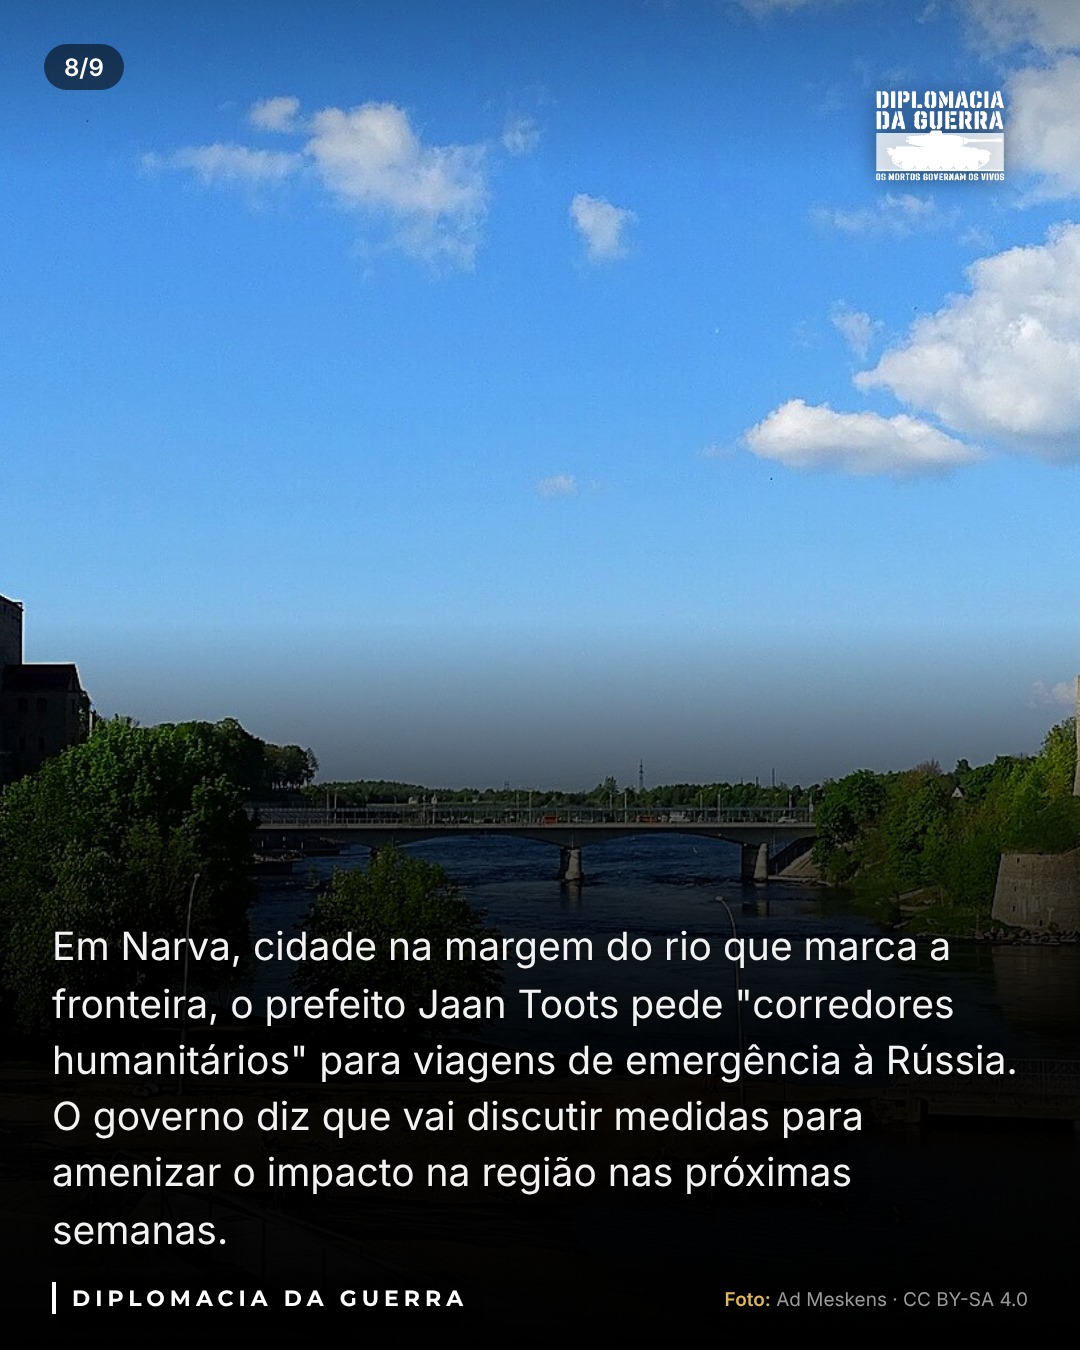 8/9
DIPLOMACIA
DA GUERRA
OS MORTOS GOVERNAM OS VIVOS
Em Narva, cidade na margem do rio que marca a
fronteira, o prefeito Jaan Toots pede "corredores
humanitários" para viagens de emergência à Rússia.
O governo diz que vai discutir medidas para
amenizar o impacto na região nas próximas
semanas.
DIPLOMACIA DA GUERRA
Foto: Ad Meskens · CC BY-SA 4.0